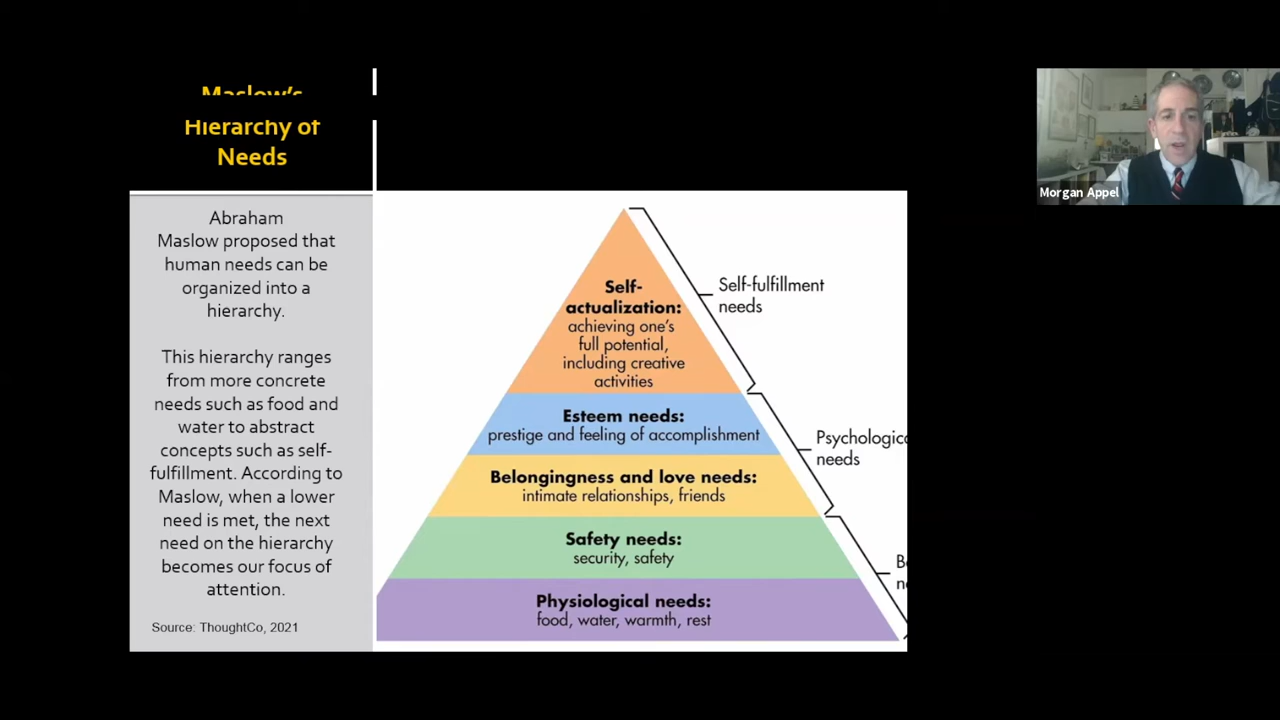 Maslow's
Hierarchy of
Needs
Abraham
Maslow proposed that
human needs can be
organized into a
hierarchy.
This hierarchy ranges
from more concrete
needs such as food and
water to abstract
concepts such as self-
fulfillment. According to
Maslow, when a lower
need is met, the next
need on the hierarchy
becomes our focus of
attention.
Source: ThoughtCo, 2021
Self-
actualization:
achieving one's
full potential,
including creative
activities
Esteem needs:
prestige and feeling of accomplishment
Belongingness and love needs:
intimate relationships, friends
Safety needs:
security, safety
Physiological needs:
food, water, warmth, rest
Self-fulfillment
needs
needs
Morgan Appel